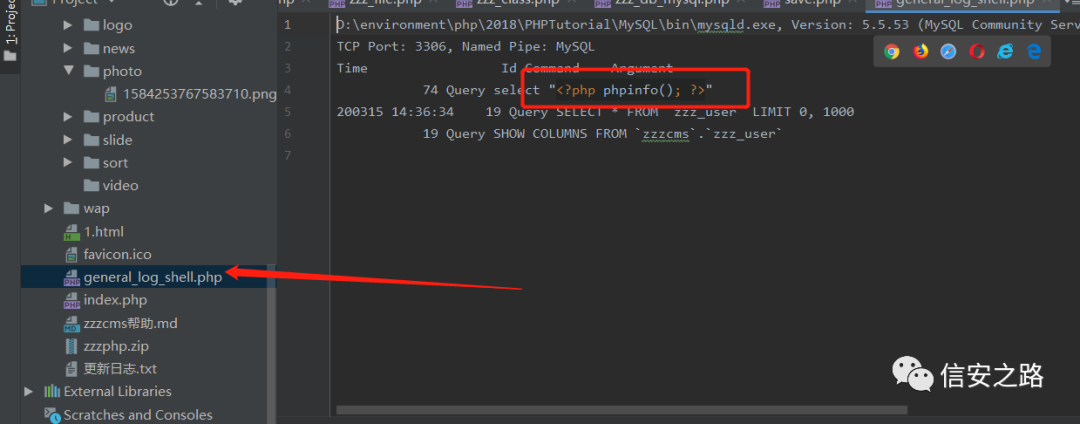 Project
zzz_file.php
zzz_class.php
zzz_db_mysql.php
save.php
general_log_shell.php
1: Project
logo
news
photo
1584253767583710.png
product
slide
sort
video
wap
1.html
favicon.ico
general_log_shell.php
index.php
zzzcms帮助.md
zzzphp.zip
更新日志.txt
External Libraries
Scratches and Consoles
1 D:\environment\php\2018\PHPTutorial\MySQL\bin\mysqld.exe, Version: 5.5.53 (MySQL Community Serv
2 TCP Port: 3306, Named Pipe: MySQL
3 Time Id Command Argument
4 74 Query select "<?php phpinfo(); ?>"
5 200315 14:36:34 19 Query SELECT * FROM `zzz_user` LIMIT 0, 1000
6 19 Query SHOW COLUMNS FROM `zzzcms`.`zzz_user`
7
信安之路